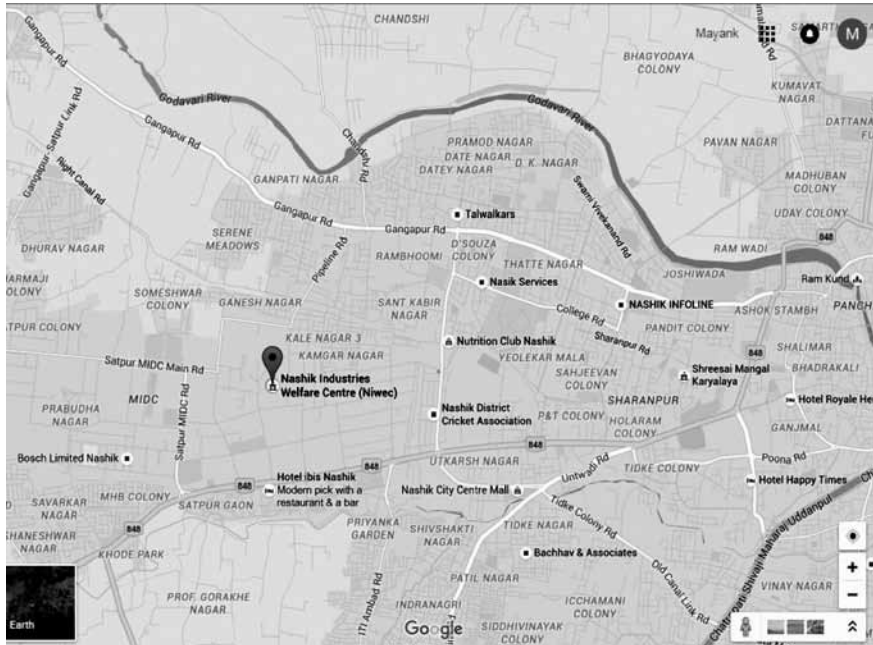 CHANDSHI
Mayank
M
Gangapur Rd
BHAGYODAYA
COLONY
KUMAVAT
NAGAR
Gangapur-Satpur Link Rd
Godavari River
Godavari River
Gangapur Rd
Chandshi Rd
PRAMOD NAGAR
DATE NAGAR
DATEY NAGAR
D. K. NAGAR
PAVAN NAGAR
DATTANA
Right Canal Rd
GANPATI NAGAR
Swami Vivekanand Rd
MADHUBAN
COLONY
Gangapur Rd
Talwalkars
UDAY COLONY
SERENE
MEADOWS
Pipeline Rd
Gangapur Rd
D'SOUZA
COLONY
848
DHURAV NAGAR
RAMBHOOMI
THATTE NAGAR
RAM WADI
JOSHIWADA
Ram Kund
Nasik Services
SOMESHWAR
COLONY
GANESH NAGAR
SANT KABIR
NAGAR
NASHIK INFOLINE
College Rd
ASHOK STAMBH
PANCH
PANDIT COLONY
KALE NAGAR 3
KAMGAR NAGAR
Nutrition Club Nashik
Sharanpur Rd
SHALIMAR
848
Satpur MIDC Main Rd
YEOLEKAR MALA
BHADRAKALI
SAHJEEVAN
COLONY
Shreesai Mangal
Karyalaya
Nashik Industries
Welfare Centre (Niwec)
MIDC
PRABUDHA
NAGAR
Satpur MIDC Rd
SHARANPUR
Hotel Royale He
Nashik District
Cricket Association
P&T COLONY
HOLARAM
COLONY
GANJMAL
848
Bosch Limited Nashik
UTKARSH NAGAR
Untwadi Rd
Poona Rd
TIDKE COLONY
848
848
Hotel ibis Nashik
Modern pick with a
restaurant & a bar
Nashik City Centre Mall
Hotel Happy Times
MHB COLONY
SATPUR GAON
SAVARKAR
NAGAR
PRIYANKA
GARDEN
SHIVSHAKTI
NAGAR
TIDKE NAGAR
Tidke Colony Rd
848
KHODE PARK
Bachhav & Associates
Old Canal Link Rd
Chatrapati Shivaji Maharaj Uddanpul
PATIL NAGAR
VINAY NAGAR
PROF. GORAKHE
NAGAR
ITI Ambad Rd
INDRANAGRI
ICCHAMANI
COLONY
SIDDHIVINAYAK
COLONY
Earth
Google